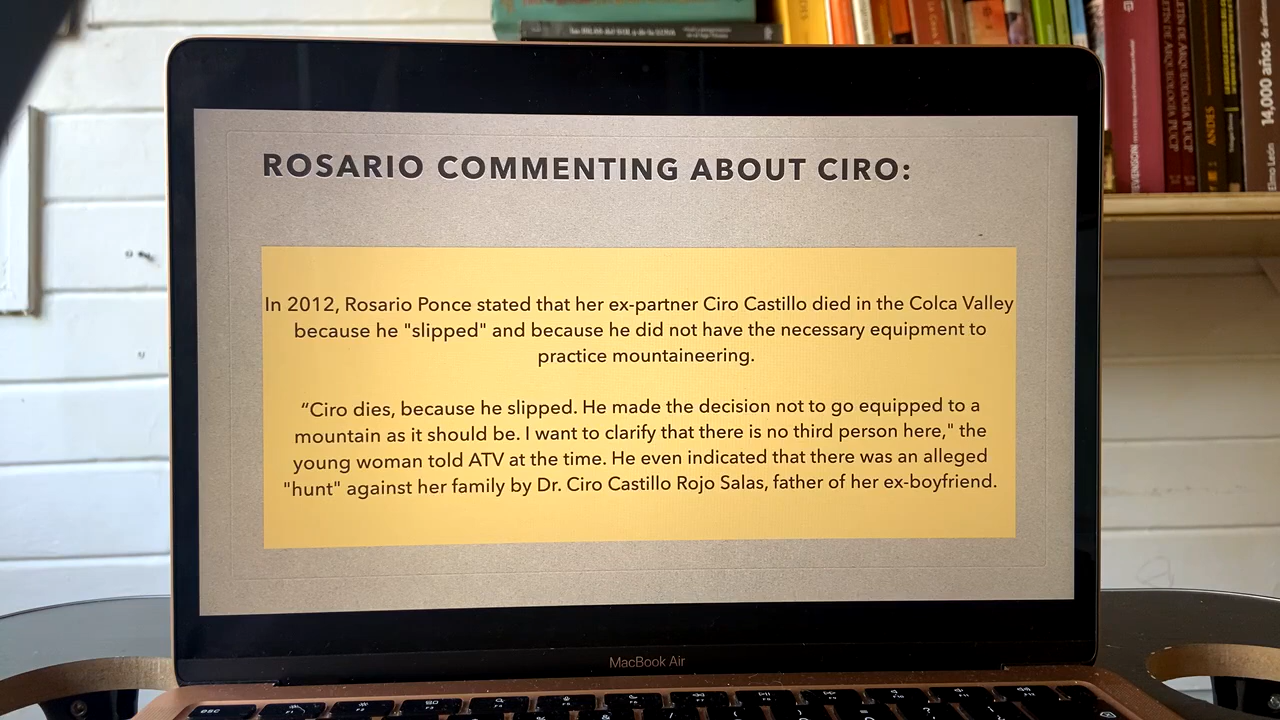 ROSARIO COMMENTING ABOUT CIRO:
In 2012, Rosario Ponce stated that her ex-partner Ciro Castillo died in the Colca Valley
because he "slipped" and because he did not have the necessary equipment to
practice mountaineering.
“Ciro dies, because he slipped. He made the decision not to go equipped to a
mountain as it should be. I want to clarify that there is no third person here," the
young woman told ATV at the time. He even indicated that there was an alleged
"hunt" against her family by Dr. Ciro Castillo Rojo Salas, father of her ex-boyfriend.
MacBook Air
esc
ANDES
14,000 años de
Elmo León